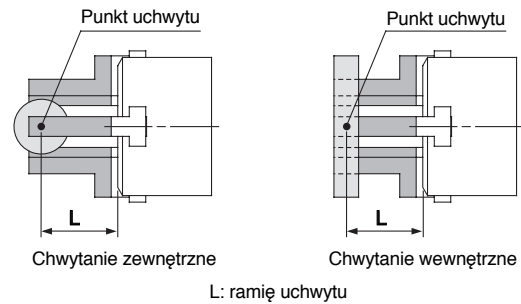 Punkt uchwytu
Punkt uchwytu
L
L
Chwytanie zewnętrzne
Chwytanie wewnętrzne
L: ramię uchwytu